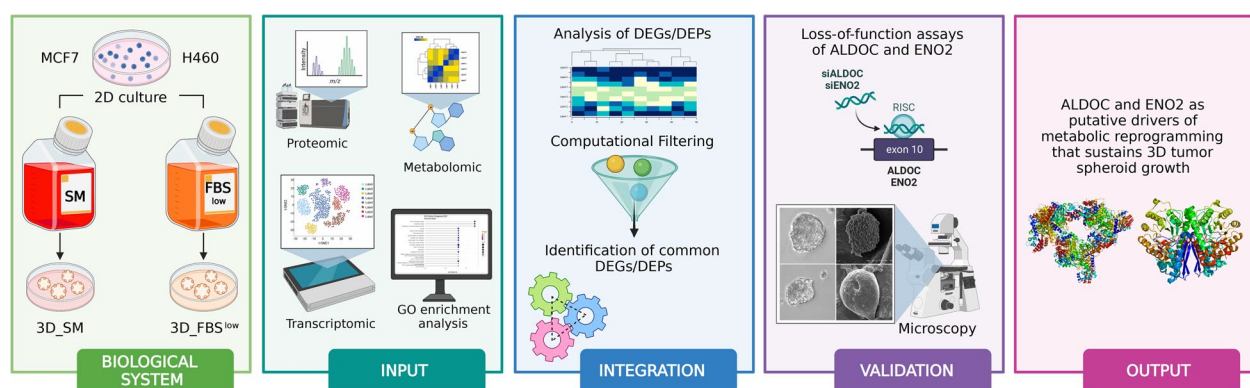 MCF7
H460
2D culture
SM
FBS
low
3D_SM
3D_FBS low
BIOLOGICAL
SYSTEM
Intensity
m/z
Proteomic
Metabolomic
Transcriptomic
GO enrichment
analysis
INPUT
Analysis of DEGs/DEPs
Computational Filtering
Identification of common
DEGs/DEPs
INTEGRATION
Loss-of-function assays
of ALDOC and ENO2
siALDOC
siENO2
RISC
exon 10
ALDOC
ENO2
Microscopy
VALIDATION
ALDOC and ENO2 as
putative drivers of
metabolic reprogramming
that sustains 3D tumor
spheroid growth
OUTPUT